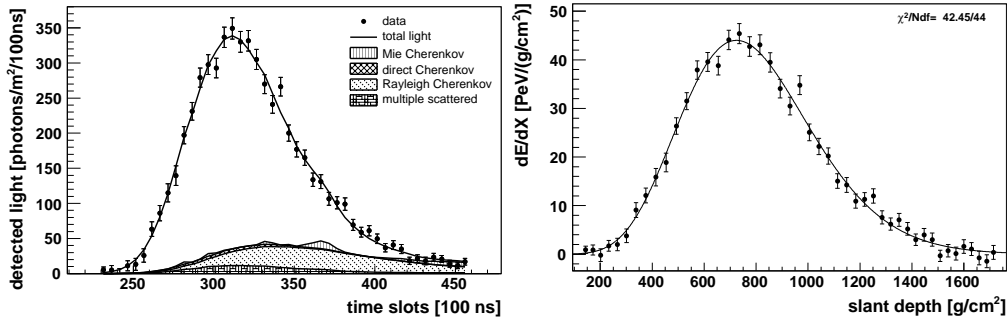 detected light [photons/m²/100ns]
350
300
250
200
150
100
50
0
250
300
350
400
450
time slots [100 ns]
data
total light
Mie Cherenkov
direct Cherenkov
Rayleigh Cherenkov
multiple scattered
dE/dX [PeV/(g/cm²)]
50
40
30
20
10
0
200
400
600
800
1000
1200
1400
1600
slant depth [g/cm²]
χ²/Ndf= 42.45/44